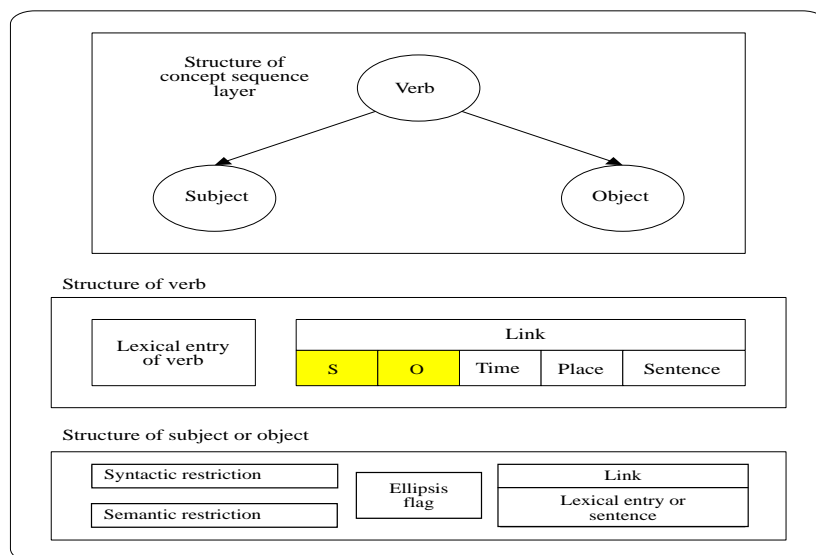 Structure of
concept sequence
layer
Verb
Subject
Object
Structure of verb
Lexical entry
of verb
Link
S O Time Place Sentence
Structure of subject or object
Syntactic restriction
Semantic restriction
Ellipsis
flag
Link
Lexical entry or
sentence